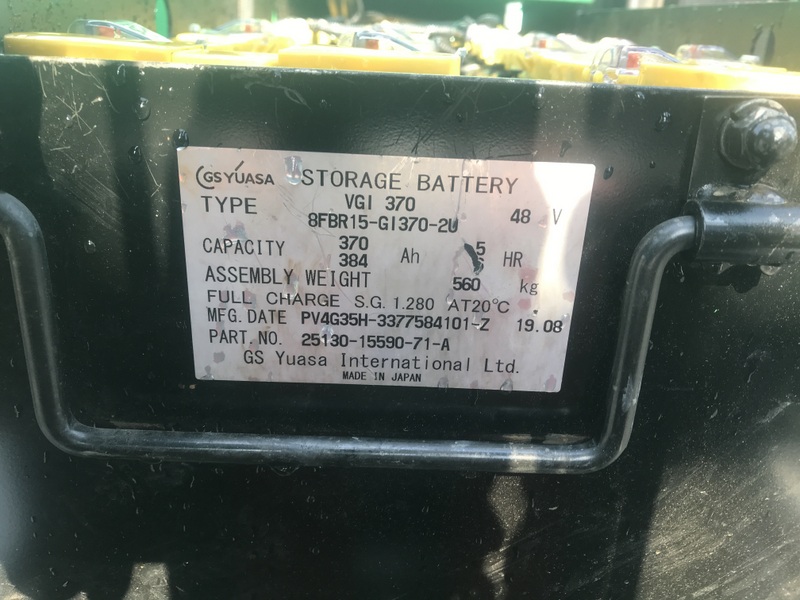 GS YUASA STORAGE BATTERY
TYPE VGI 370 48 V
8FBR15-GI370-2U
CAPACITY 370 Ah 5 HR
384
ASSEMBLY WEIGHT 560 kg
FULL CHARGE S.G. 1.280 AT20℃
MFG. DATE PV4G35H-3377584101-Z 19.08
PART. NO. 25130-15590-71-A
GS Yuasa International Ltd.
MADE IN JAPAN